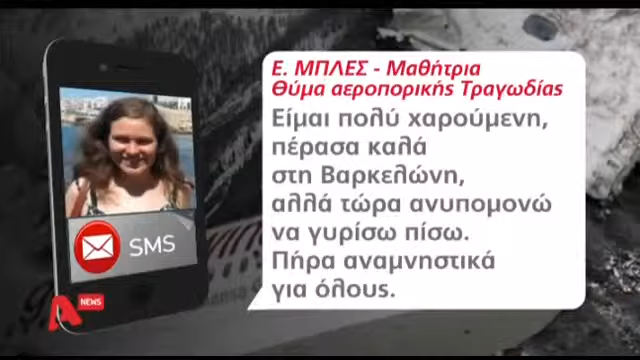 Ε. ΜΠΛΕΣ - Μαθήτρια
Θύμα αεροπορικής Τραγωδίας
Είμαι πολύ χαρούμενη,
πέρασα καλά
στη Βαρκελώνη,
αλλά τώρα ανυπομονώ
να γυρίσω πίσω.
Πήρα αναμνηστικά
για όλους.
SMS
A NEWS